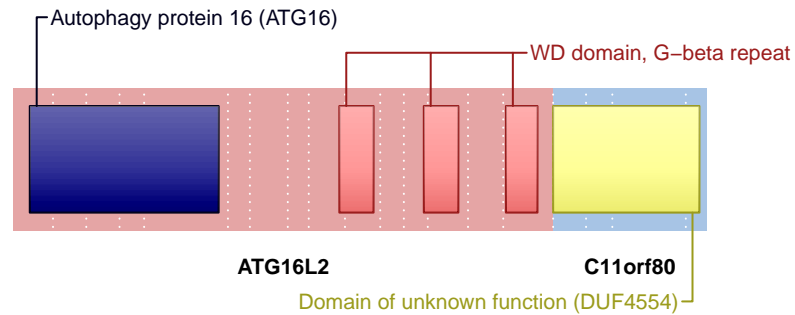 Autophagy protein 16 (ATG16)
WD domain, G−beta repeat
ATG16L2
C11orf80
Domain of unknown function (DUF4554)